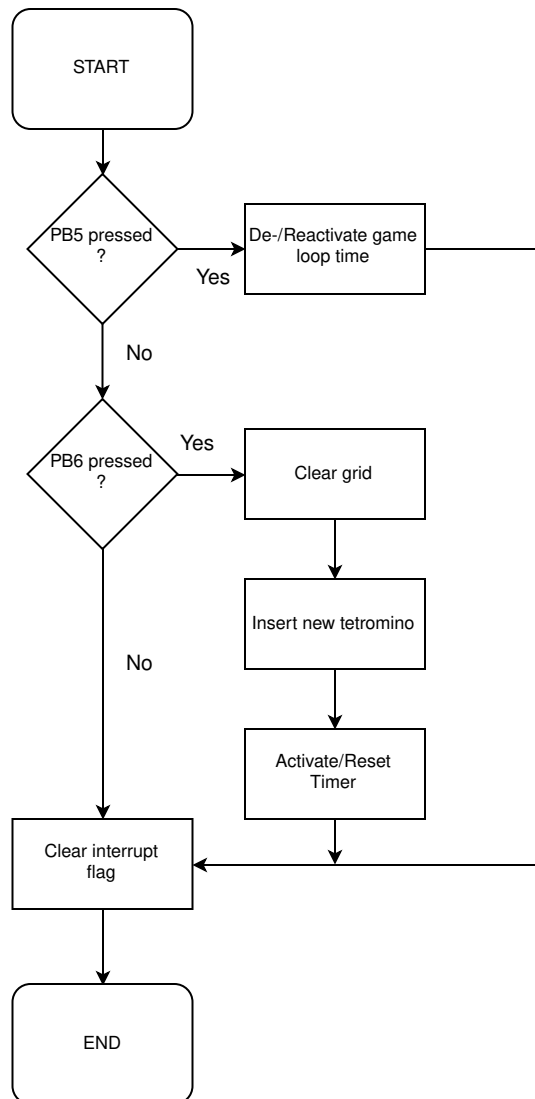 START
PB5 pressed
?
Yes
De-/Reactivate game
loop time
No
PB6 pressed
?
Yes
Clear grid
Insert new tetromino
No
Activate/Reset
Timer
Clear interrupt
flag
END